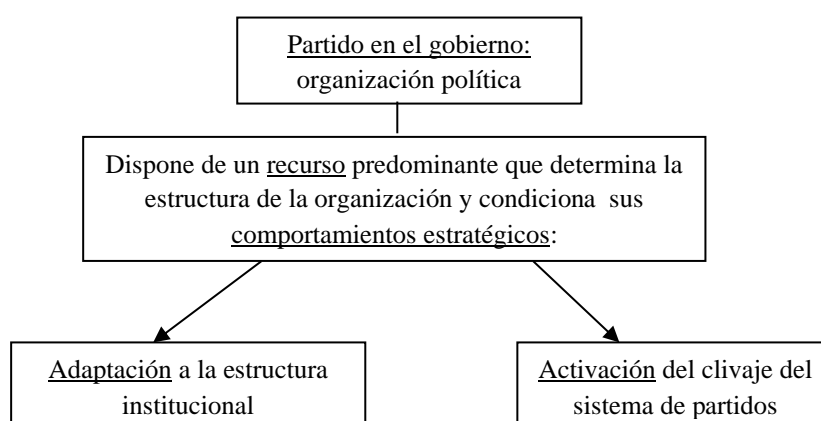 Partido en el gobierno:
organización política
Dispone de un recurso predominante que determina la
estructura de la organización y condiciona sus
comportamientos estratégicos:
Adaptación a la estructura
institucional
Activación del clivaje del
sistema de partidos